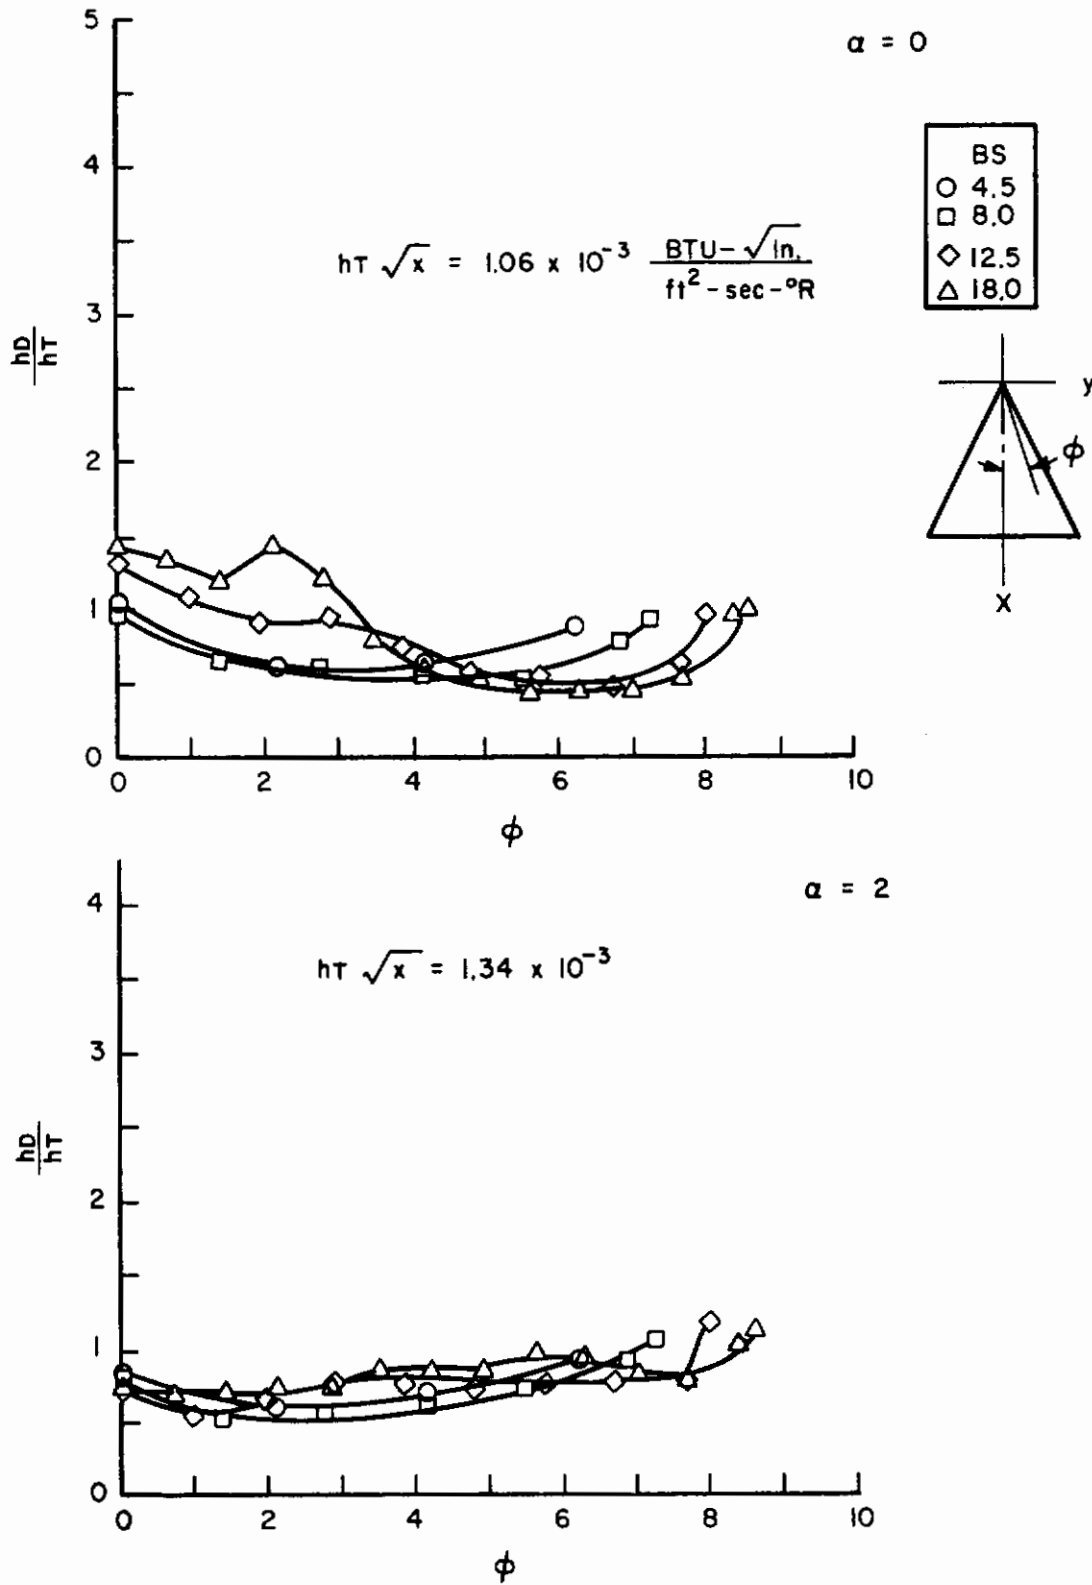 α = 0
5
4
3
2
1
0
hD
hT
hT √x = 1.06 x 10⁻³ BTU-√in.
ft²-sec-°R
BS
4.5
8.0
12.5
18.0
y
ϕ
x
0 2 4 6 8 10
ϕ
α = 2
4
3
2
1
0
hD
hT
hT √x = 1.34 x 10⁻³
0 2 4 6 8 10
ϕ